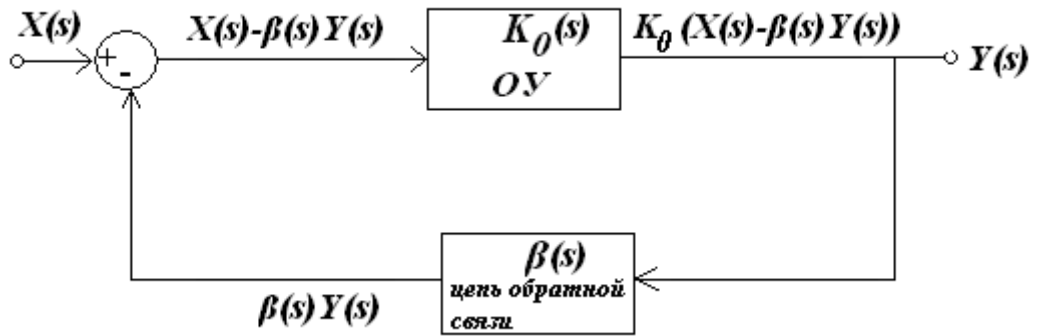 X(s)
X(s)-β(s)Y(s)
K₀(s)
ОУ
K₀(X(s)-β(s)Y(s))
Y(s)
+
-
β(s)
цепь обратной
связи
β(s)Y(s)